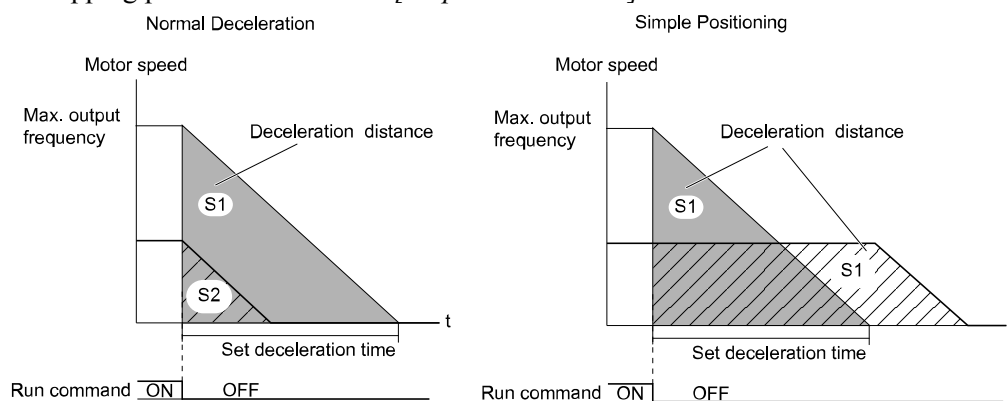 Normal Deceleration
Simple Positioning
Motor speed
Max. output
frequency
Deceleration distance
S1
S2
t
Set deceleration time
Run command ON OFF
Motor speed
Max. output
frequency
Deceleration distance
S1
S1
Set deceleration time
Run command ON OFF